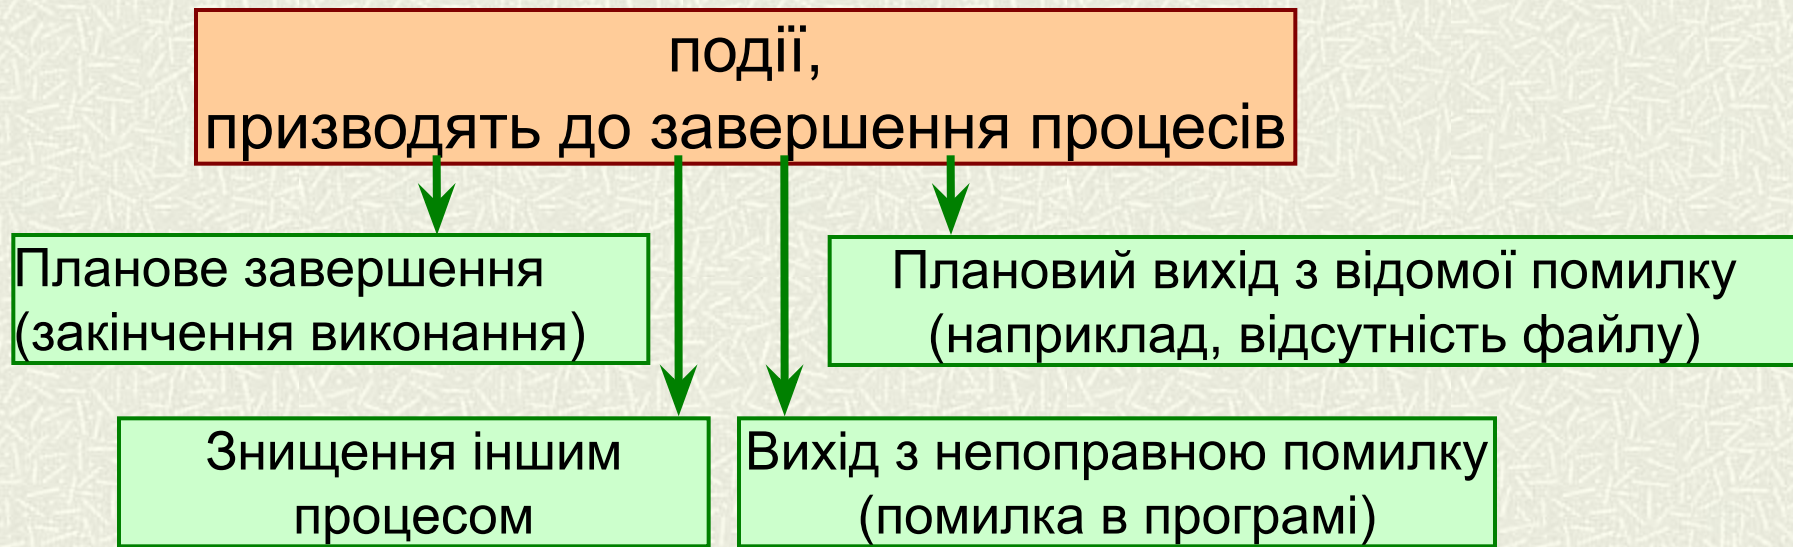 події,
призводять до завершення процесів
Планове завершення
(закінчення виконання)
Плановий вихід з відомої помилку
(наприклад, відсутність файлу)
Знищення іншим
процесом
Вихід з непоправною помилку
(помилка в програмі)